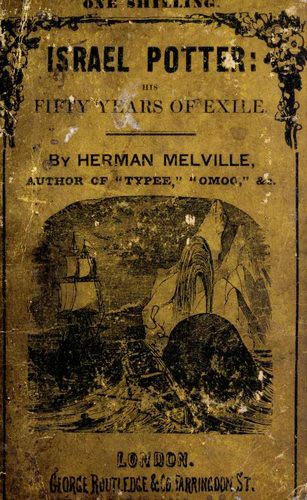 ONE SHILLING.
ISRAEL POTTER:
HIS
FIFTY YEARS OF EXILE.
BY HERMAN MELVILLE,
AUTHOR OF "TYPEE," "OMOO," &c.
LONDON.
GEORGE ROUTLEDGE & Co FARRINGDON ST.